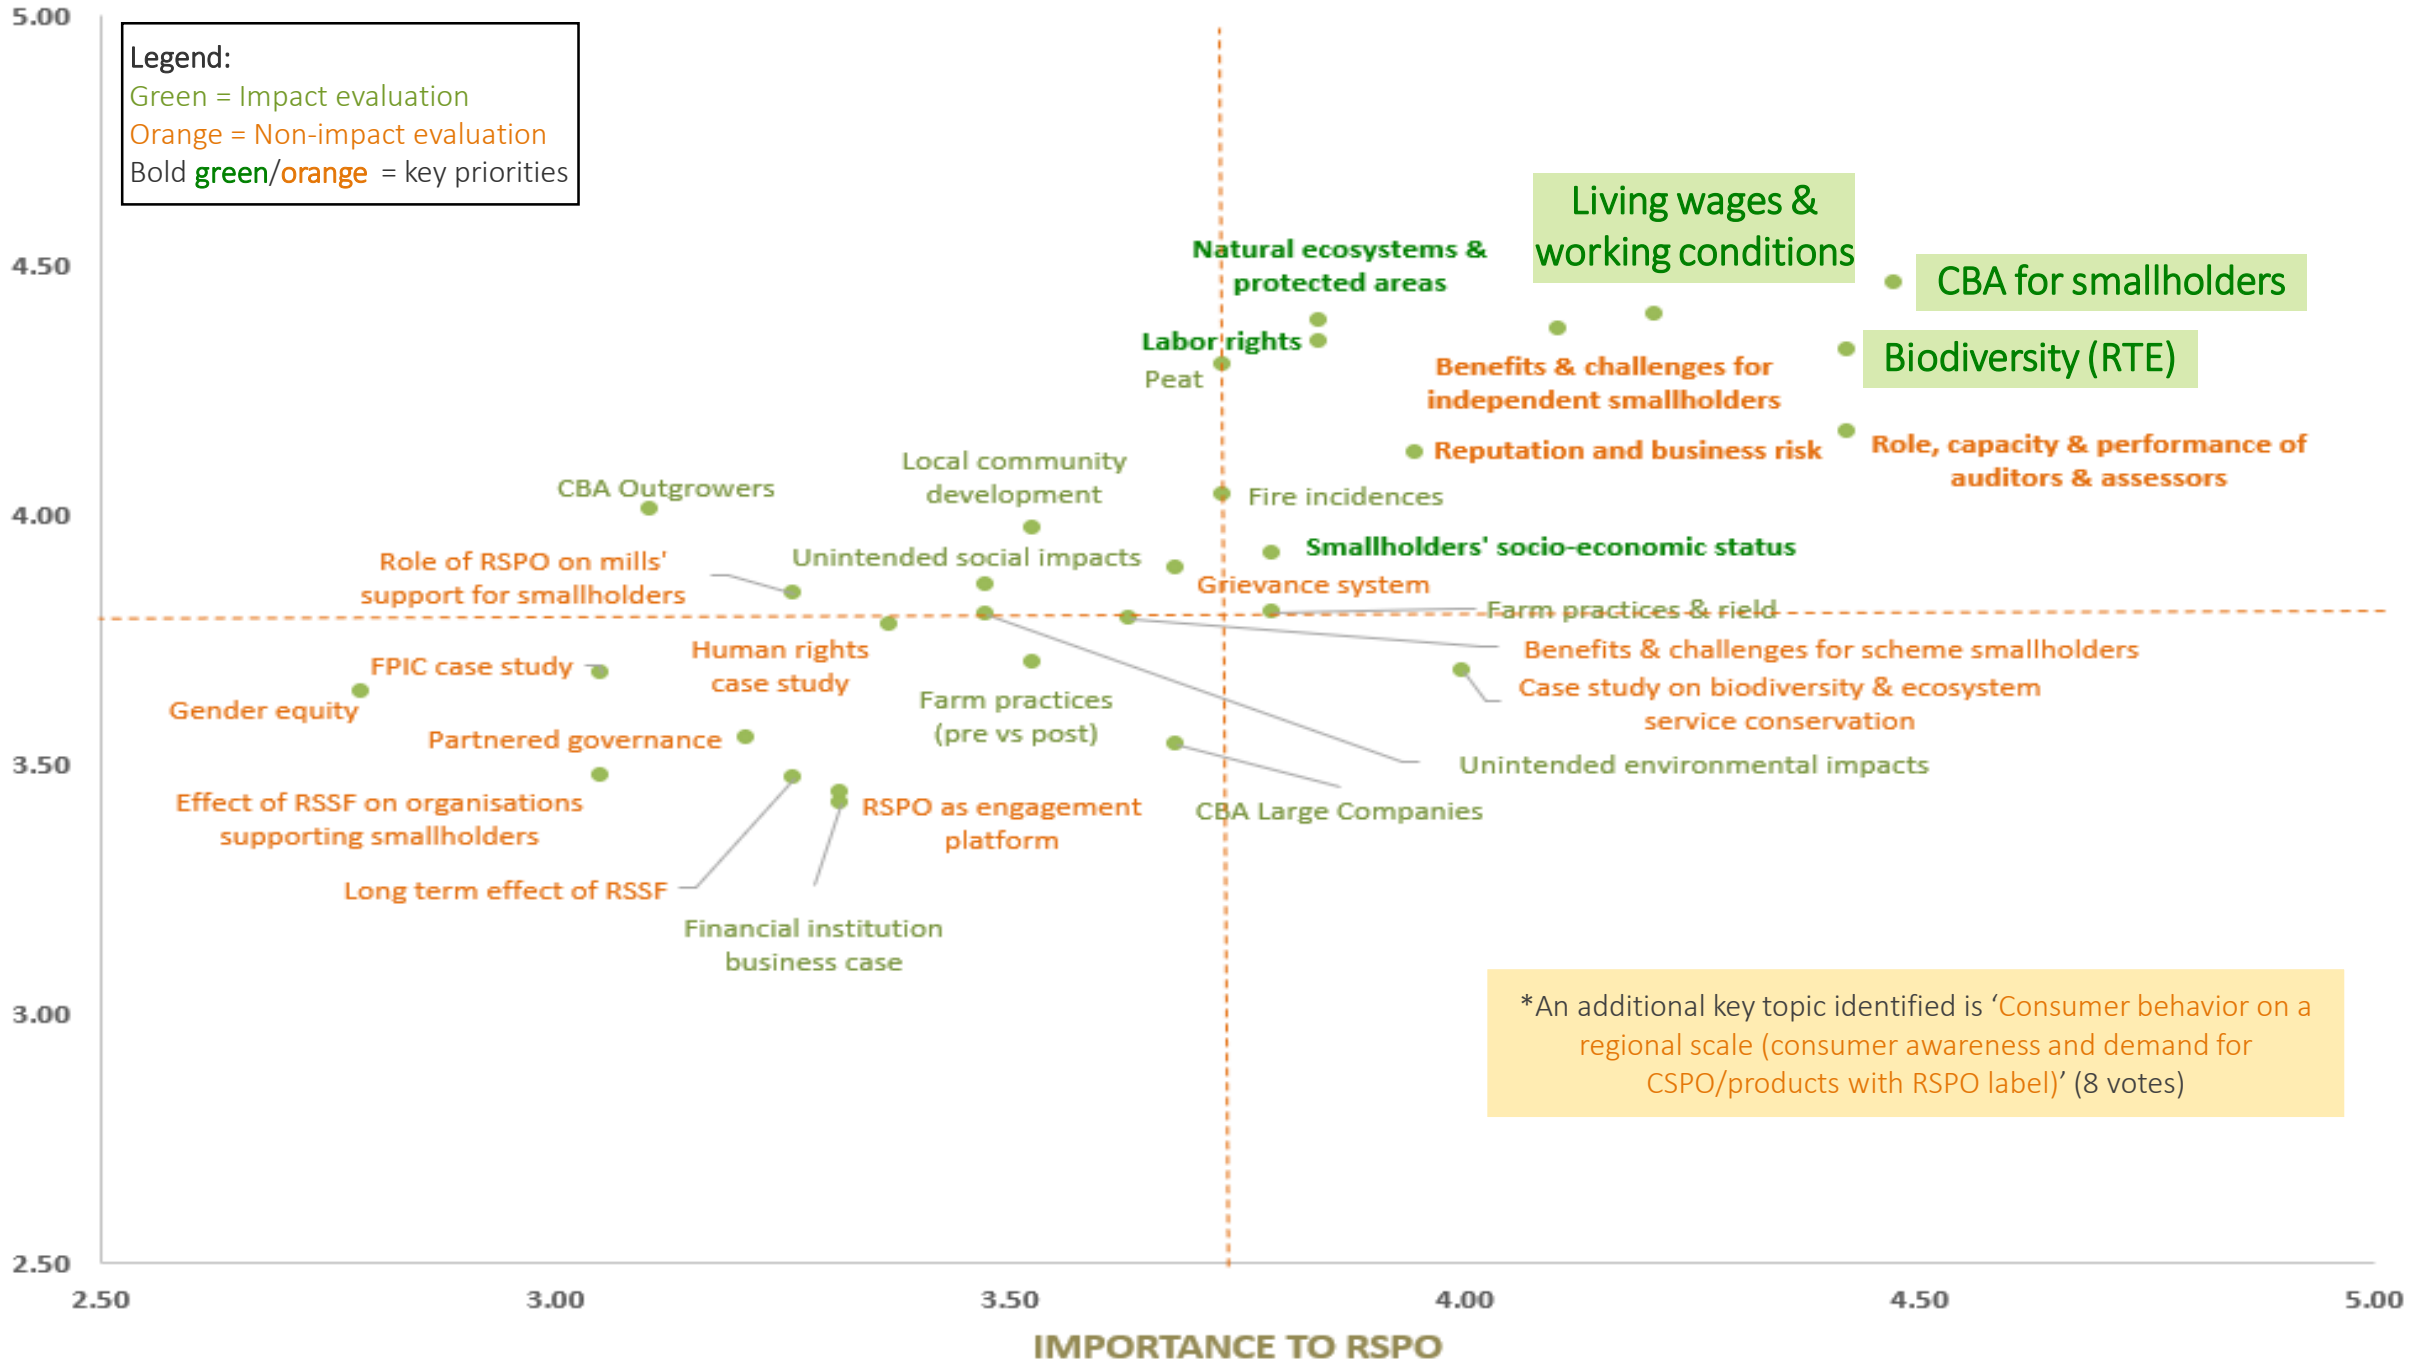 5.00
Legend:
Green = Impact evaluation
Orange = Non-impact evaluation
Bold green/orange = key priorities
Living wages &
working conditions
Natural ecosystems &
protected areas
4.50
CBA for smallholders
Labor rights
Peat
Biodiversity (RTE)
Benefits & challenges for
independent smallholders
Reputation and business risk
Role, capacity & performance of
auditors & assessors
Local community
development
CBA Outgrowers
Fire incidences
4.00
Role of RSPO on mills'
support for smallholders
Unintended social impacts
Smallholders' socio-economic status
Grievance system
Farm practices & rield
Human rights
case study
Benefits & challenges for scheme smallholders
FPIC case study
Gender equity
Farm practices
(pre vs post)
Case study on biodiversity & ecosystem
service conservation
Partnered governance
3.50
Unintended environmental impacts
Effect of RSSF on organisations
supporting smallholders
RSPO as engagement
platform
CBA Large Companies
Long term effect of RSSF
Financial institution
business case
3.00
*An additional key topic identified is ‘Consumer behavior on a
regional scale (consumer awareness and demand for
CSPO/products with RSPO label)’ (8 votes)
2.50
2.50 3.00 3.50 4.00 4.50 5.00
IMPORTANCE TO RSPO